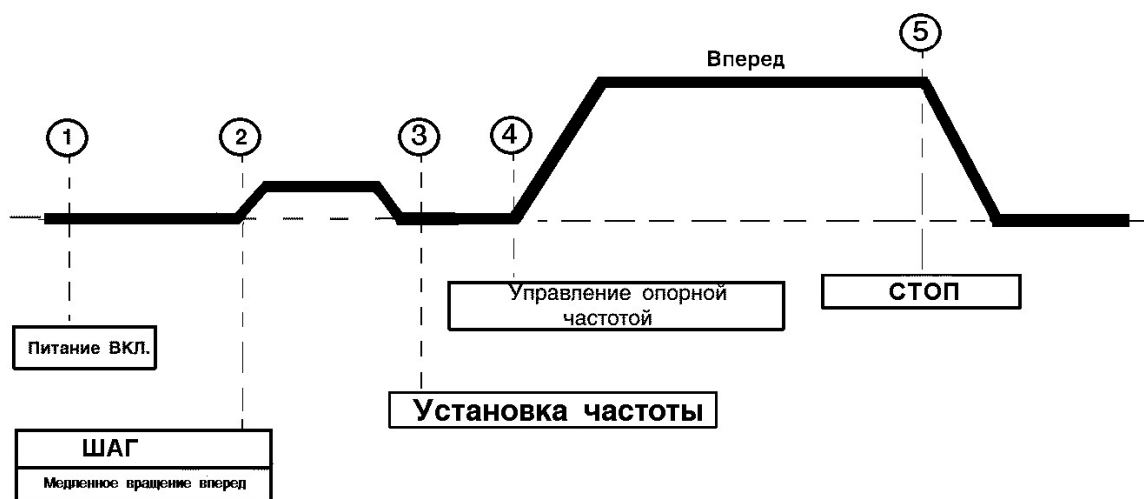 5
Вперед
1
2
3
4
Управление опорной
частотой
СТОП
Питание ВКЛ.
Установка частоты
ШАГ
Медленное вращение вперед